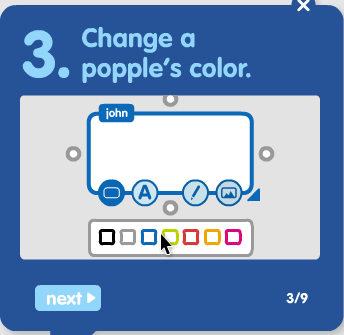 3. Change a
popple's color.
john
A
next
3/9